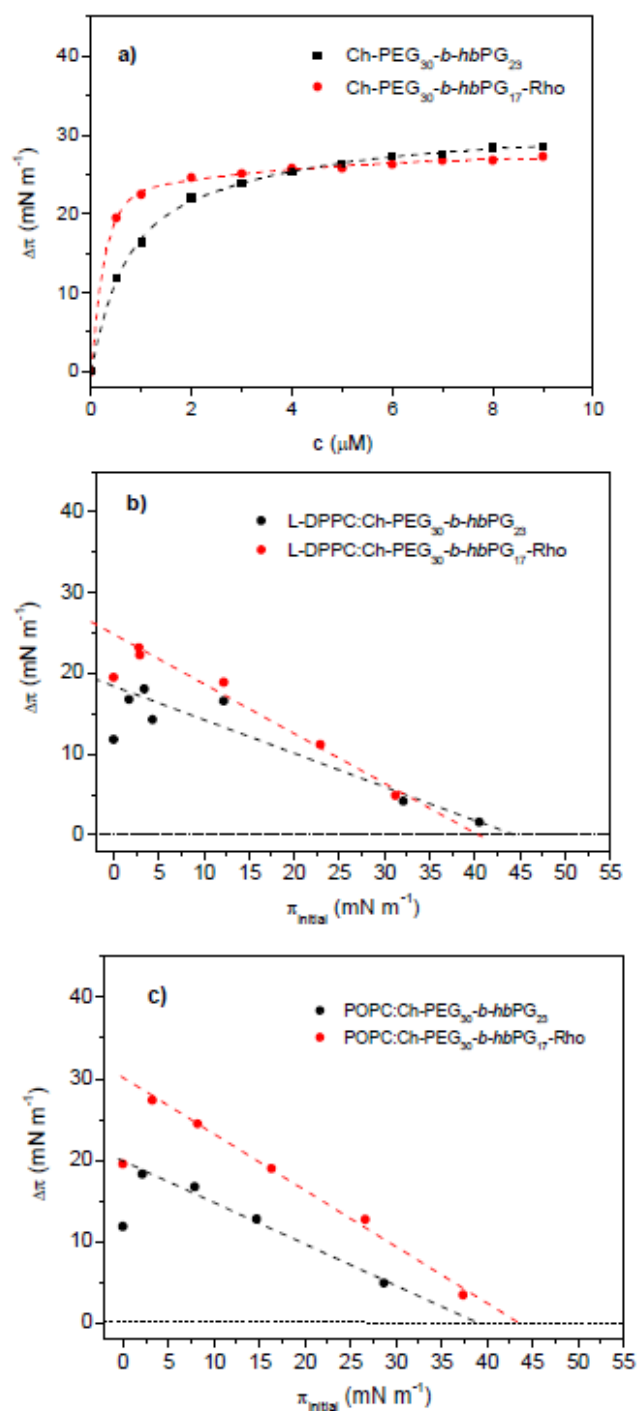 a)
Ch-PEG₃₀-b-hbPG₂₃
Ch-PEG₃₀-b-hbPG₁₇-Rho
40
30
20
10
0
Δπ (mN m⁻¹)
0 2 4 6 8 10
c (μM)
b)
L-DPPC:Ch-PEG₃₀-b-hbPG₂₃
L-DPPC:Ch-PEG₃₀-b-hbPG₁₇-Rho
40
30
20
10
0
Δπ (mN m⁻¹)
0 5 10 15 20 25 30 35 40 45 50 55
π_initial (mN m⁻¹)
c)
POPC:Ch-PEG₃₀-b-hbPG₂₃
POPC:Ch-PEG₃₀-b-hbPG₁₇-Rho
40
30
20
10
0
Δπ (mN m⁻¹)
0 5 10 15 20 25 30 35 40 45 50 55
π_initial (mN m⁻¹)